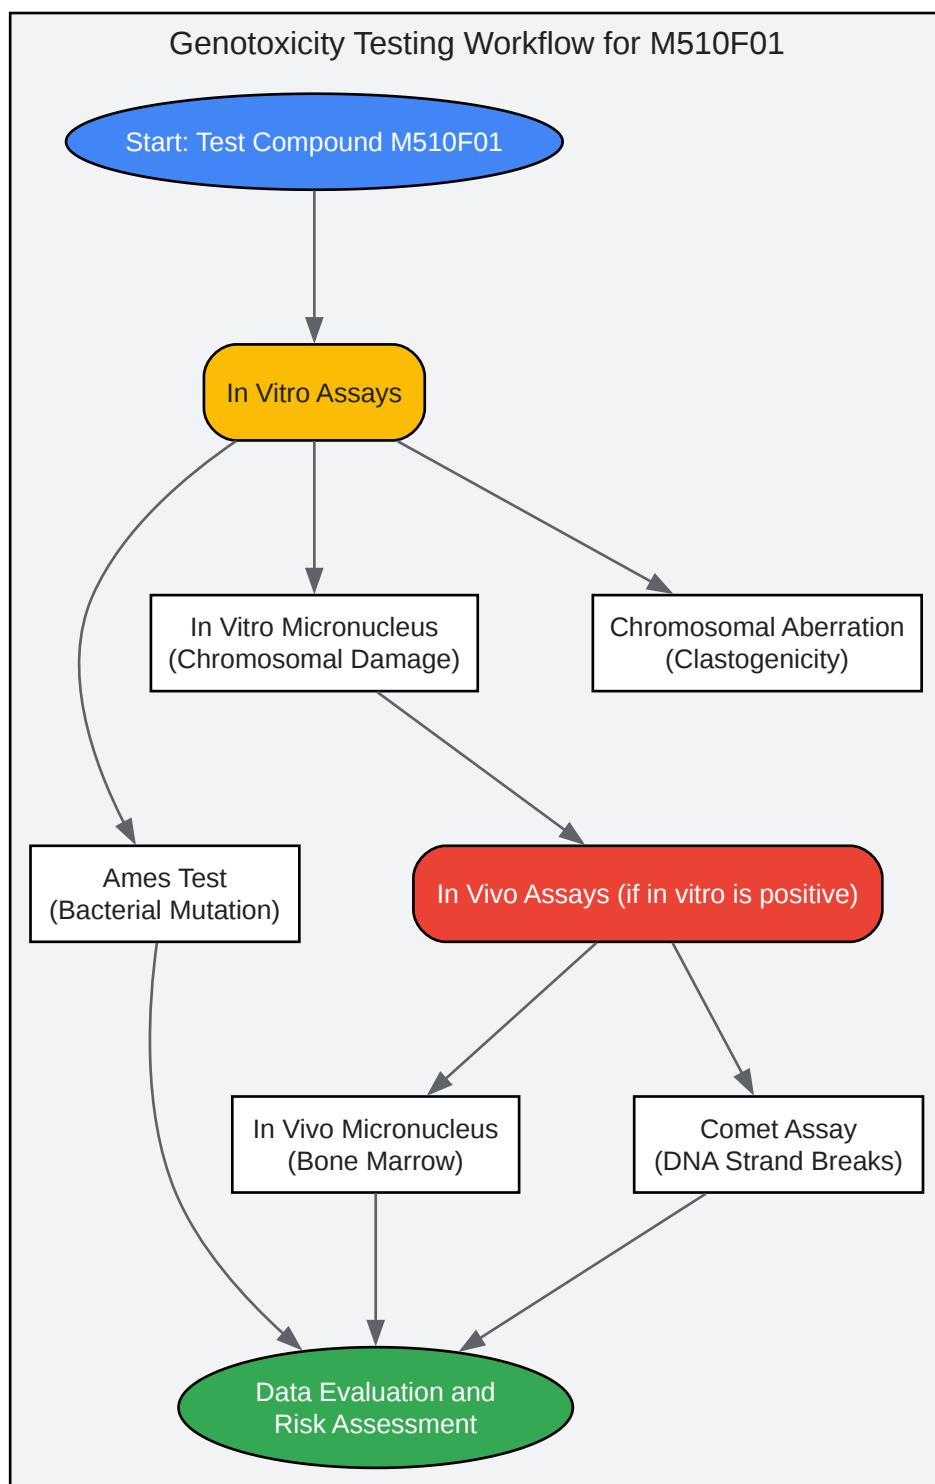 Genotoxicity Testing Workflow for M510F01
Start: Test Compound M510F01
In Vitro Assays
In Vitro Micronucleus
(Chromosomal Damage)
Chromosomal Aberration
(Clastogenicity)
Ames Test
(Bacterial Mutation)
In Vivo Assays (if in vitro is positive)
In Vivo Micronucleus
(Bone Marrow)
Comet Assay
(DNA Strand Breaks)
Data Evaluation and
Risk Assessment